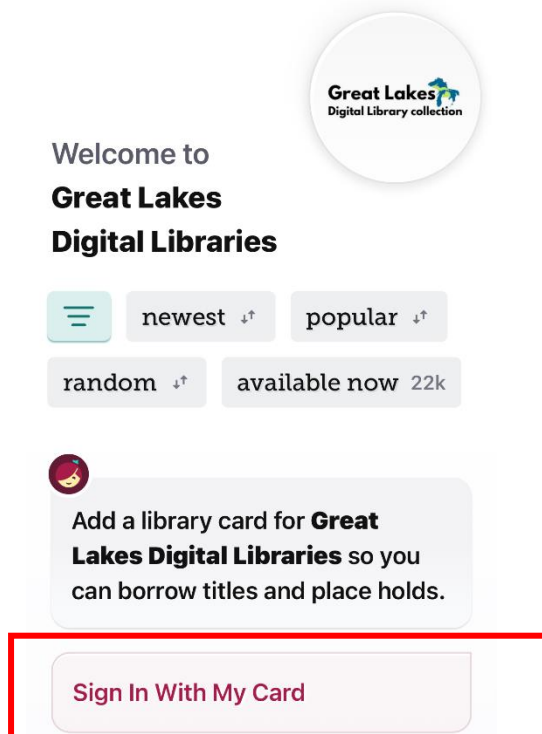 Great Lakes
Digital Library collection
Welcome to
Great Lakes
Digital Libraries
newest
popular
random
available now 22k
Add a library card for Great
Lakes Digital Libraries so you
can borrow titles and place holds.
Sign In With My Card